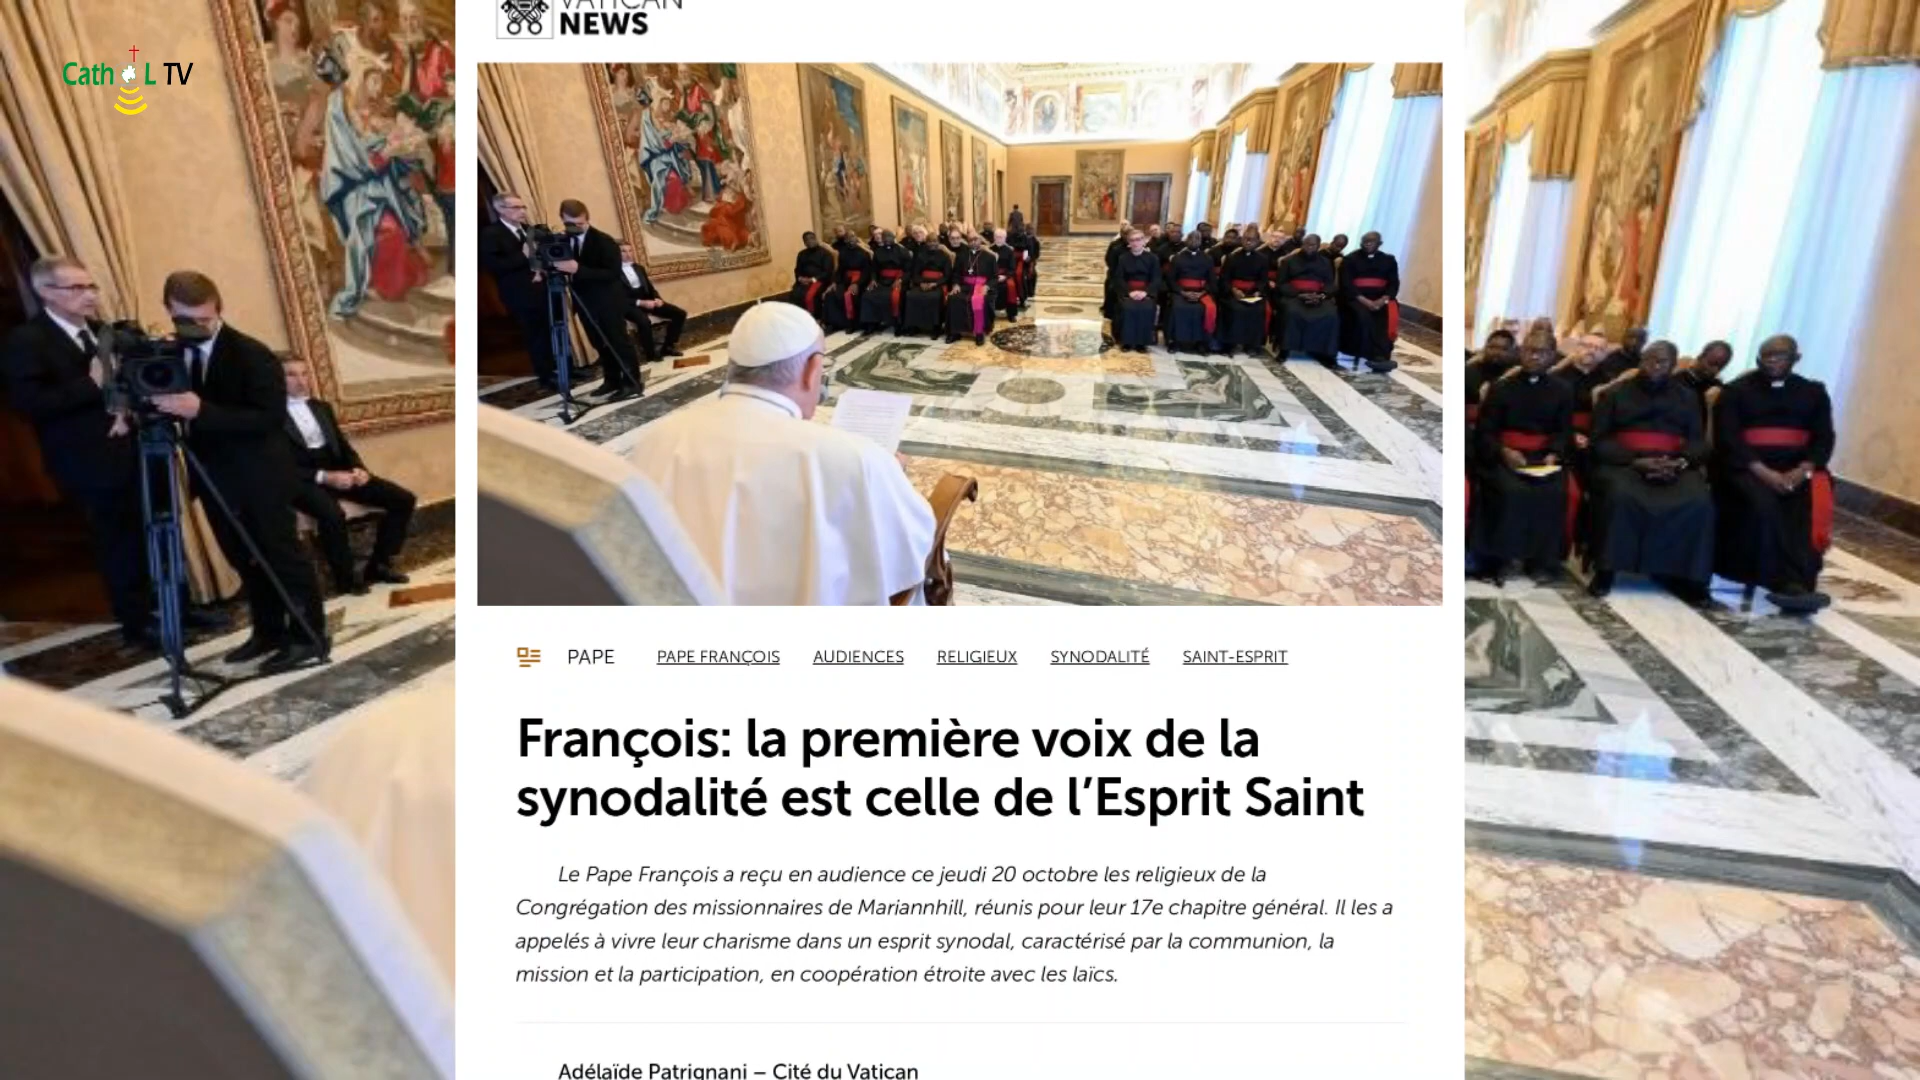 Cath L TV
VATICAN
NEWS
PAPE PAPE FRANÇOIS AUDIENCES RELIGIEUX SYNODALITÉ SAINT-ESPRIT
François: la première voix de la
synodalité est celle de l’Esprit Saint
Le Pape François a reçu en audience ce jeudi 20 octobre les religieux de la
Congrégation des missionnaires de Mariannhill, réunis pour leur 17e chapitre général. Il les a
appelés à vivre leur charisme dans un esprit synodal, caractérisé par la communion, la
mission et la participation, en coopération étroite avec les laïcs.
Adélaïde Patrignani – Cité du Vatican